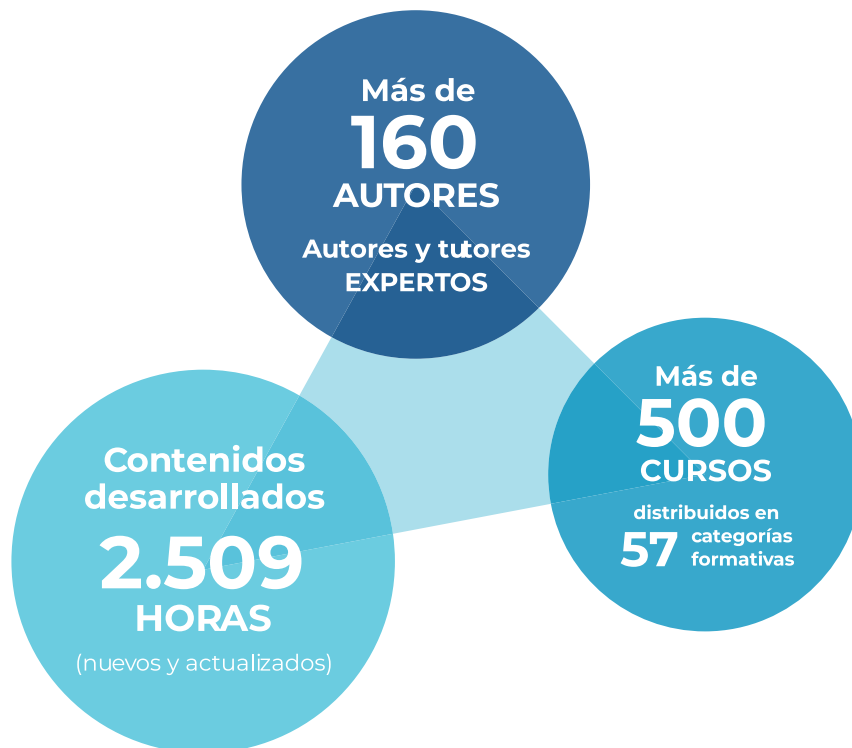 Más de
160
AUTORES
Autores y tutores
EXPERTOS
Más de
500
CURSOS
distribuidos en
57 categorías
formativas
Contenidos
desarrollados
2.509
HORAS
(nuevos y actualizados)